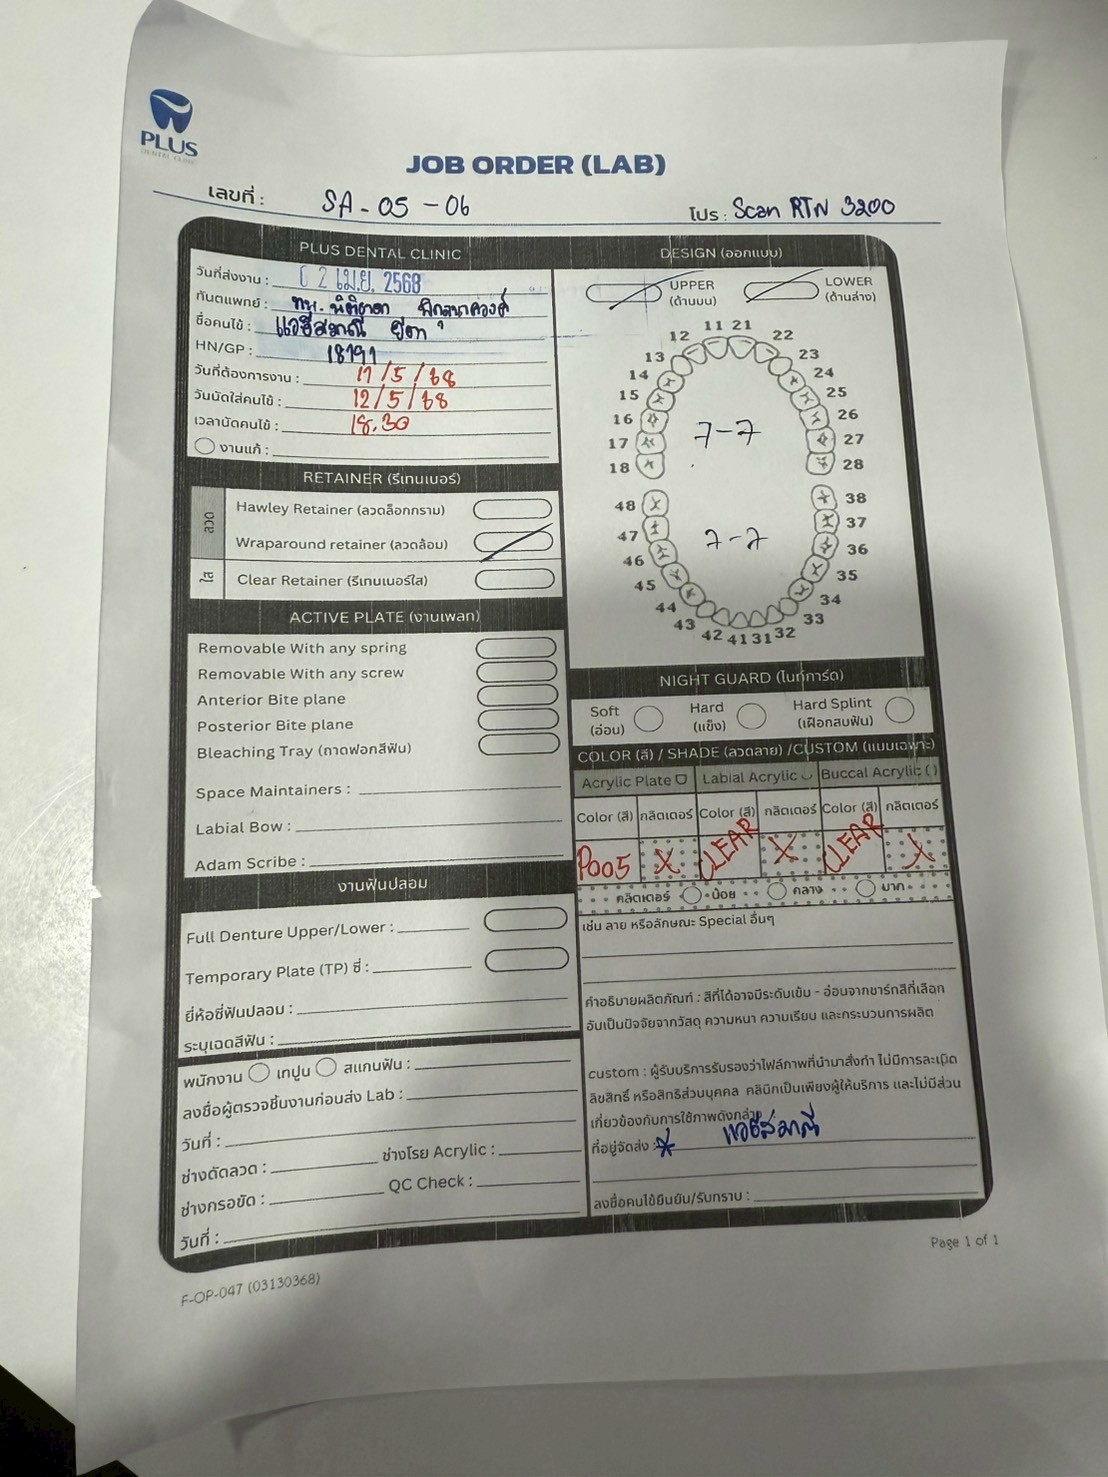 PLUS
DENTAL CLINIC
JOB ORDER (LAB)
เลขที่ : SA - 05 - 06
โปร : Scan RTN 3200
PLUS DENTAL CLINIC
วันที่ส่งงาน : 0 2 เม.ย. 2568
ทันตแพทย์ : ทพ.
ชื่อคนไข้ :
HN/GP : 18791
วันที่ต้องการงาน : 11/5/68
วันนัดใส่คนไข้ : 12/5/68
เวลานัดคนไข้ : 18.30
งานแก้ :
RETAINER (รีเทนเนอร์)
ลวด
Hawley Retainer (ลวดล็อกกราม)
Wraparound retainer (ลวดล้อม)
ใส
Clear Retainer (รีเทนเนอร์ใส)
ACTIVE PLATE (งานเพลท)
Removable With any spring
Removable With any screw
Anterior Bite plane
Posterior Bite plane
Bleaching Tray (ถาดฟอกสีฟัน)
Space Maintainers :
Labial Bow :
Adam Scribe :
งานฟันปลอม
Full Denture Upper/Lower :
Temporary Plate (TP) ซี่ :
ยี่ห้อซี่ฟันปลอม :
ระบุเฉดสีฟัน :
พนักงาน เทปูน สแกนฟัน :
ลงชื่อผู้ตรวจชิ้นงานก่อนส่ง Lab :
วันที่ :
ช่างดัดลวด : ช่างโรย Acrylic :
ช่างกรอขัด : QC Check :
วันที่ :
DESIGN (ออกแบบ)
UPPER
(ด้านบน)
LOWER
(ด้านล่าง)
11 21
12 22
13 23
14 24
15 25
16 26
17 27
18 28
7-7
48 38
47 37
46 36
45 35
44 34
43 33
42 41 31 32
7-7
NIGHT GUARD (ไนท์การ์ด)
Soft
(อ่อน)
Hard
(แข็ง)
Hard Splint
(เฝือกสบฟัน)
COLOR (สี) / SHADE (ลวดลาย) /CUSTOM (แบบเฉพาะ)
Acrylic Plate Labial Acrylic Buccal Acrylic ( )
Color (สี) กลิตเตอร์ Color (สี) กลิตเตอร์ Color (สี) กลิตเตอร์
P005 X CLEAR X CLEAR X
กลิตเตอร์ น้อย กลาง มาก
เช่น ลาย หรือลักษณะ Special อื่นๆ
คำอธิบายผลิตภัณฑ์ : สีที่ได้อาจมีระดับเข้ม - อ่อนจากชาร์ทสีที่เลือก
อันเป็นปัจจัยจากวัสดุ ความหนา ความเรียบ และกระบวนการผลิต
custom : ผู้รับบริการรับรองว่าไฟล์ภาพที่นำมาสั่งทำ ไม่มีการละเมิด
ลิขสิทธิ์ หรือสิทธิส่วนบุคคล คลินิกเป็นเพียงผู้ให้บริการ และไม่มีส่วน
เกี่ยวข้องกับการใช้ภาพดังกล่าว
ที่อยู่จัดส่ง :
ลงชื่อคนไข้ยืนยัน/รับทราบ :
Page 1 of 1
F-OP-047 (03130368)